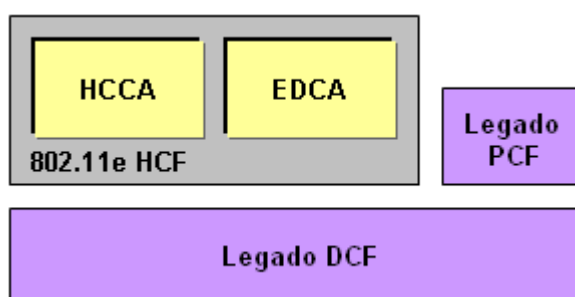 HCCA
EDCA
802.11e HCF
Legado
PCF
Legado DCF